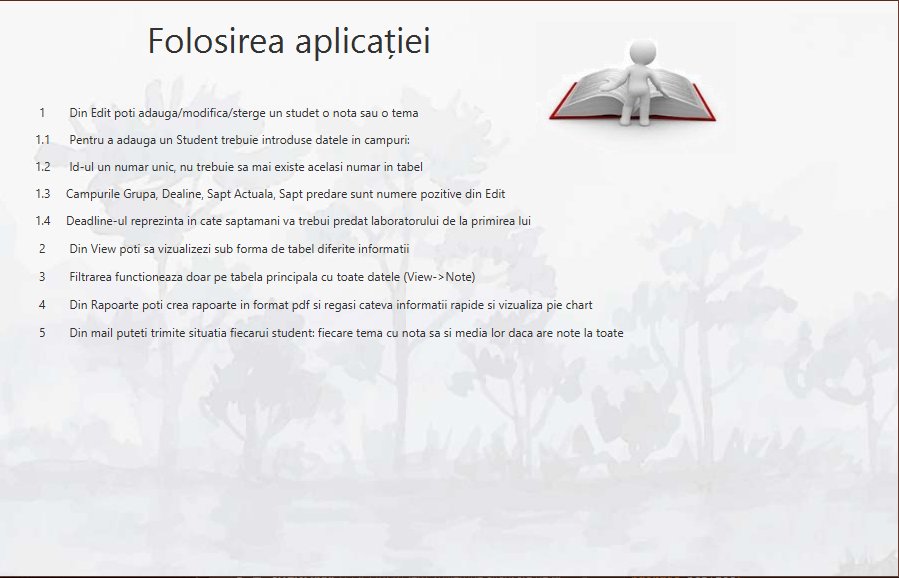 Folosirea aplicației
1 Din Edit poti adauga/modifica/sterge un studet o nota sau o tema
1.1 Pentru a adauga un Student trebuie introduse datele in campuri:
1.2 Id-ul un numar unic, nu trebuie sa mai existe acelasi numar in tabel
1.3 Campurile Grupa, Dealine, Sapt Actuala, Sapt predare sunt numere pozitive din Edit
1.4 Deadline-ul reprezinta in cate saptamani va trebui predat laboratorului de la primirea lui
2 Din View poti sa vizualizezi sub forma de tabel diferite informatii
3 Filtrarea functioneaza doar pe tabela principala cu toate datele (View->Note)
4 Din Rapoarte poti crea rapoarte in format pdf si regasi cateva informatii rapide si vizualiza pie chart
5 Din mail puteti trimite situatia fiecarui student: fiecare tema cu nota sa si media lor daca are note la toate